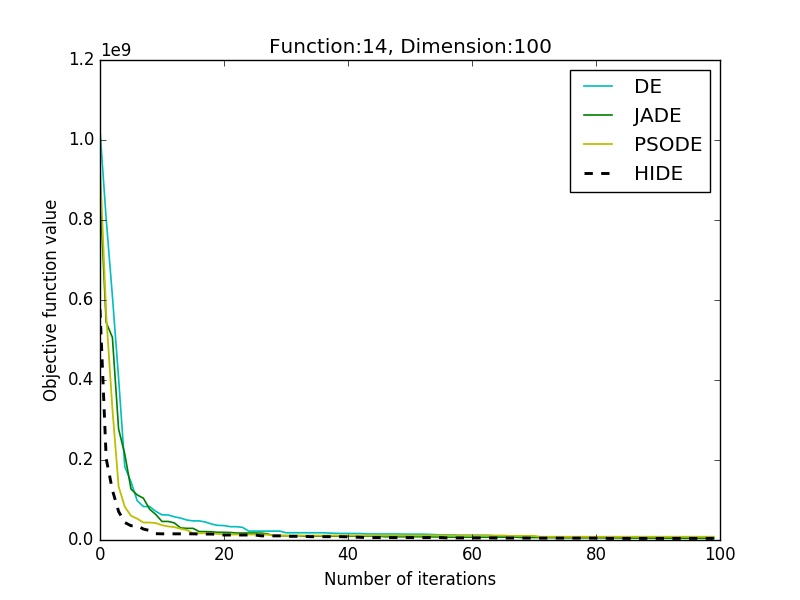 Function:14, Dimension:100
1e9
1.2
1.0
0.8
0.6
0.4
0.2
0.0
Objective function value
0 20 40 60 80 100
Number of iterations
DE
JADE
PSODE
HIDE